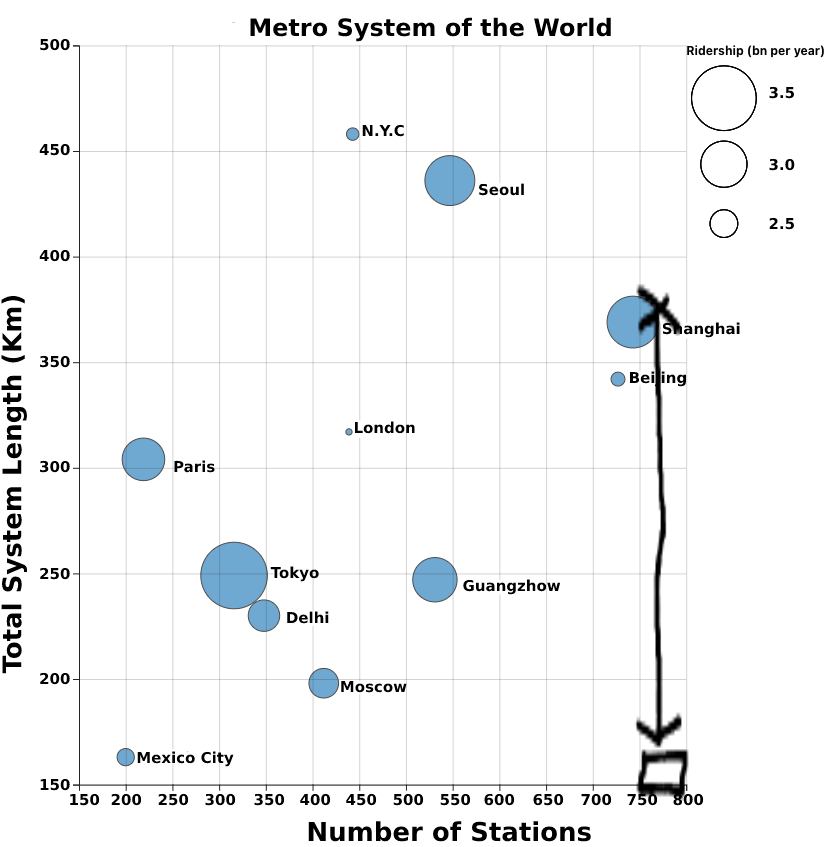 Metro System of the World
Ridership (bn per year)
3.5
3.0
2.5
Total System Length (Km)
500
450
400
350
300
250
200
150
N.Y.C
Seoul
Shanghai
Beijing
London
Paris
Tokyo
Guangzhow
Delhi
Moscow
Mexico City
150 200 250 300 350 400 450 500 550 600 650 700 750 800
Number of Stations